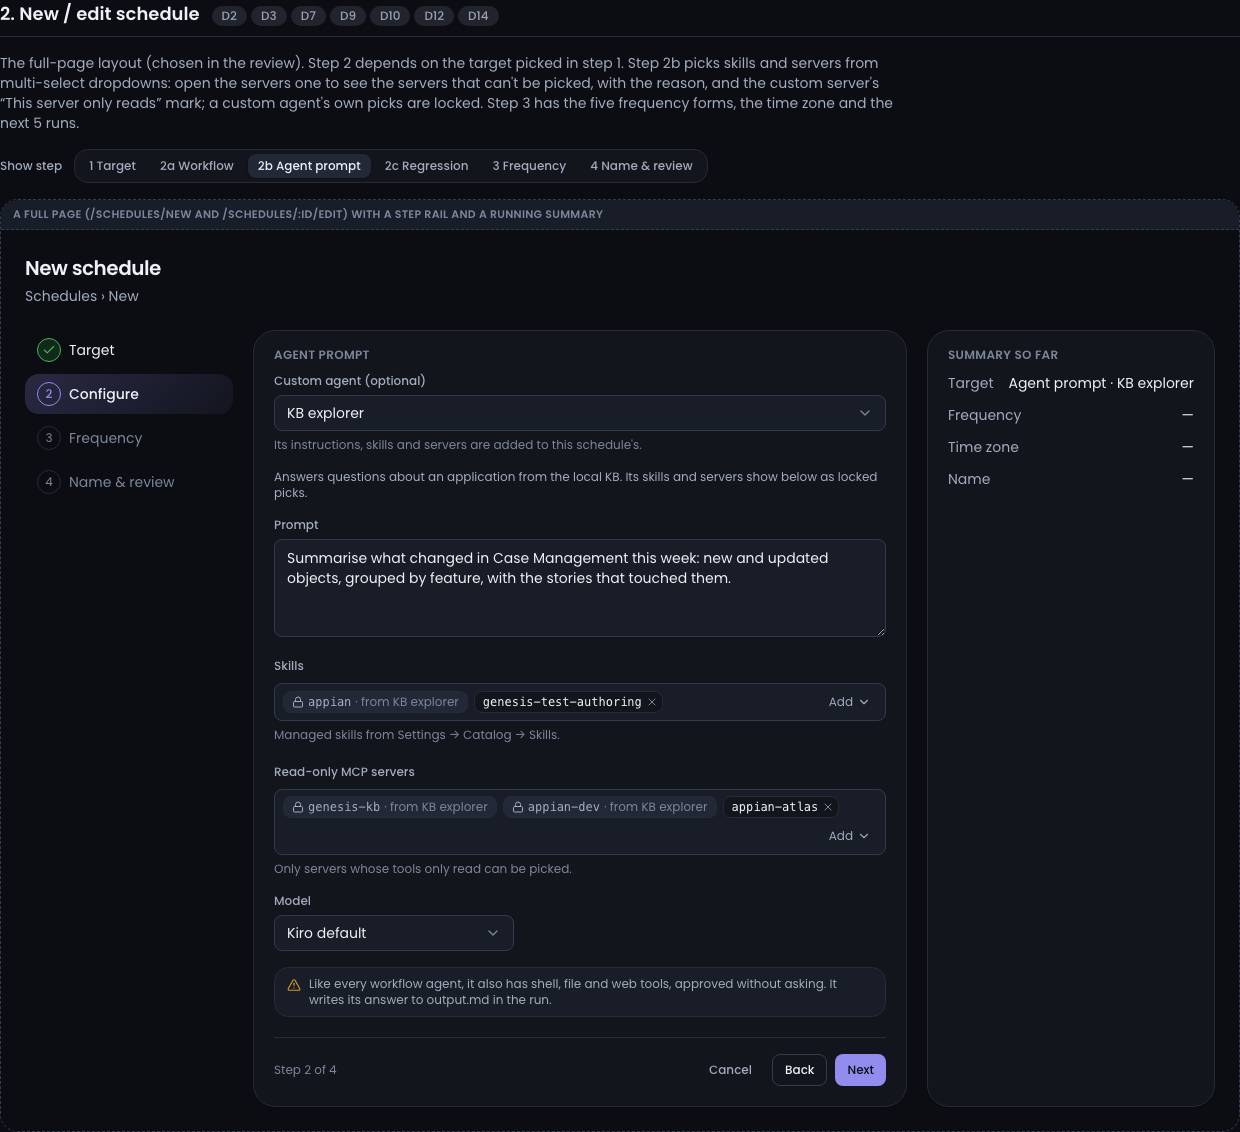 2. New / edit schedule D2 D3 D7 D9 D10 D12 D14
The full-page layout (chosen in the review). Step 2 depends on the target picked in step 1. Step 2b picks skills and servers from
multi-select dropdowns: open the servers one to see the servers that can't be picked, with the reason, and the custom server's
“This server only reads” mark; a custom agent's own picks are locked. Step 3 has the five frequency forms, the time zone and the
next 5 runs.
Show step 1 Target 2a Workflow 2b Agent prompt 2c Regression 3 Frequency 4 Name & review
A FULL PAGE (/SCHEDULES/NEW AND /SCHEDULES/:ID/EDIT) WITH A STEP RAIL AND A RUNNING SUMMARY
New schedule
Schedules › New
Target
2 Configure
3 Frequency
4 Name & review
AGENT PROMPT
Custom agent (optional)
KB explorer
Its instructions, skills and servers are added to this schedule's.
Answers questions about an application from the local KB. Its skills and servers show below as locked
picks.
Prompt
Summarise what changed in Case Management this week: new and updated
objects, grouped by feature, with the stories that touched them.
Skills
appian · from KB explorer genesis-test-authoring × Add
Managed skills from Settings → Catalog → Skills.
Read-only MCP servers
genesis-kb · from KB explorer appian-dev · from KB explorer appian-atlas ×
Add
Only servers whose tools only read can be picked.
Model
Kiro default
Like every workflow agent, it also has shell, file and web tools, approved without asking. It
writes its answer to output.md in the run.
Step 2 of 4 Cancel Back Next
SUMMARY SO FAR
Target Agent prompt · KB explorer
Frequency —
Time zone —
Name —